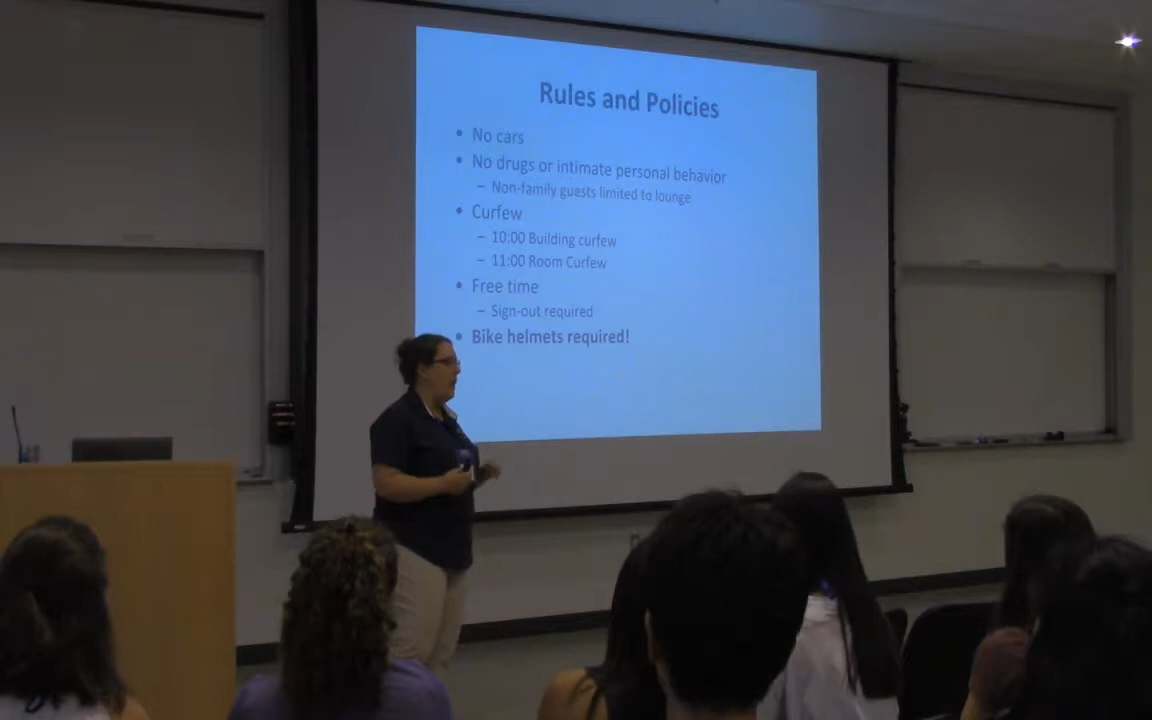 Rules and Policies
• No cars
• No drugs or intimate personal behavior
– Non-family guests limited to lounge
• Curfew
– 10:00 Building curfew
– 11:00 Room Curfew
• Free time
– Sign-out required
• Bike helmets required!